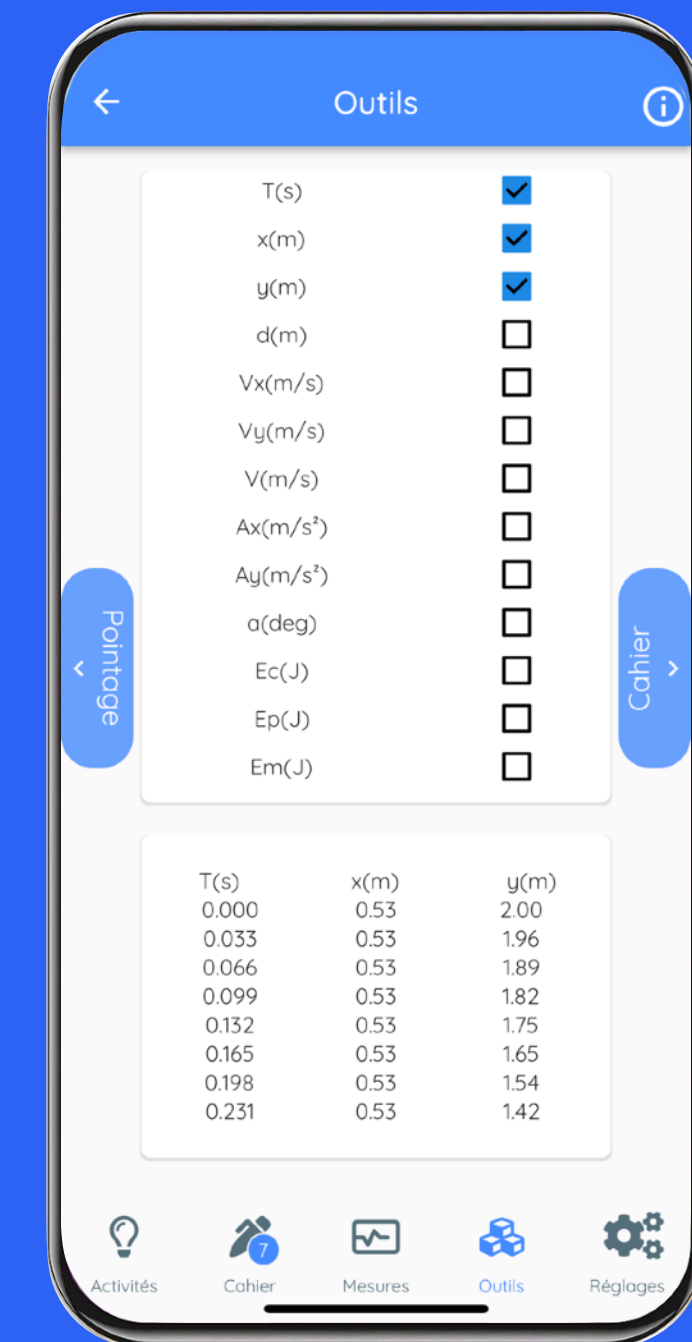 Outils
T(s)
x(m)
y(m)
d(m)
Vx(m/s)
Vy(m/s)
V(m/s)
Ax(m/s²)
Ay(m/s²)
a(deg)
Ec(J)
Ep(J)
Em(J)
Pointage
Cahier
T(s) x(m) y(m)
0.000 0.53 2.00
0.033 0.53 1.96
0.066 0.53 1.89
0.099 0.53 1.82
0.132 0.53 1.75
0.165 0.53 1.65
0.198 0.53 1.54
0.231 0.53 1.42
7
Activités Cahier Mesures Outils Réglages